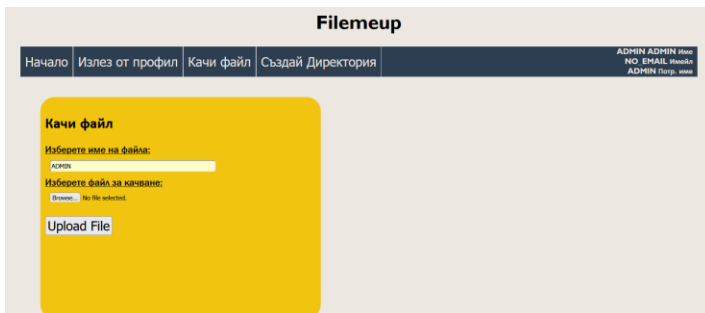 Filemeup
Начало Излез от профил Качи файл Създай Директория
ADMIN ADMIN Име
NO_EMAIL Имейл
ADMIN Потр. име
Качи файл
Изберете име на файла:
ADMIN
Изберете файл за качване:
Browse... No file selected.
Upload File